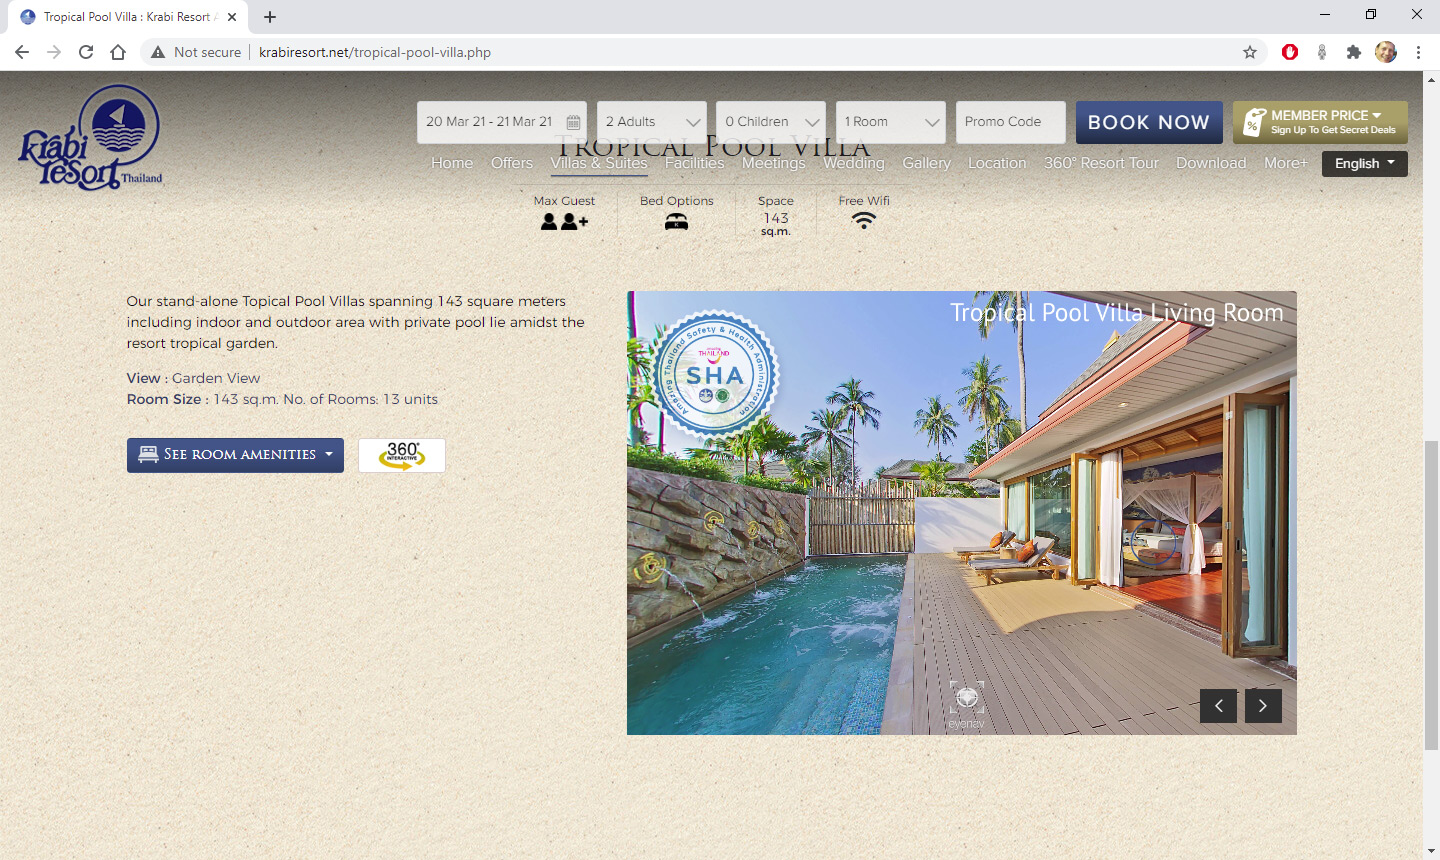 Tropical Pool Villa : Krabi Resort A
Not secure
krabiresort.net/tropical-pool-villa.php
Krabi
resort
Thailand
20 Mar 21 - 21 Mar 21
2 Adults
0 Children
1 Room
Promo Code
BOOK NOW
MEMBER PRICE
Sign Up To Get Secret Deals
Tropical Pool Villa
Home
Offers
Villas & Suites
Facilities
Meetings
Wedding
Gallery
Location
360° Resort Tour
Download
More+
English
Max Guest
Bed Options
K
Space
143
sq.m.
Free Wifi
Our stand-alone Topical Pool Villas spanning 143 square meters
including indoor and outdoor area with private pool lie amidst the
resort tropical garden.
View : Garden View
Room Size : 143 sq.m. No. of Rooms: 13 units
See room amenities
360°
INTERACTIVE
Tropical Pool Villa Living Room
Amazing Thailand Safety & Health Administration
amazing
THAILAND
SHA
eyenav